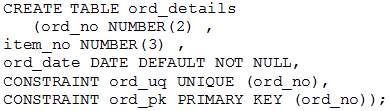 CREATE TABLE ord_details
(ord_no NUMBER(2) ,
item_no NUMBER(3) ,
ord_date DATE DEFAULT NOT NULL,
CONSTRAINT ord_uq UNIQUE (ord_no),
CONSTRAINT ord_pk PRIMARY KEY (ord_no));